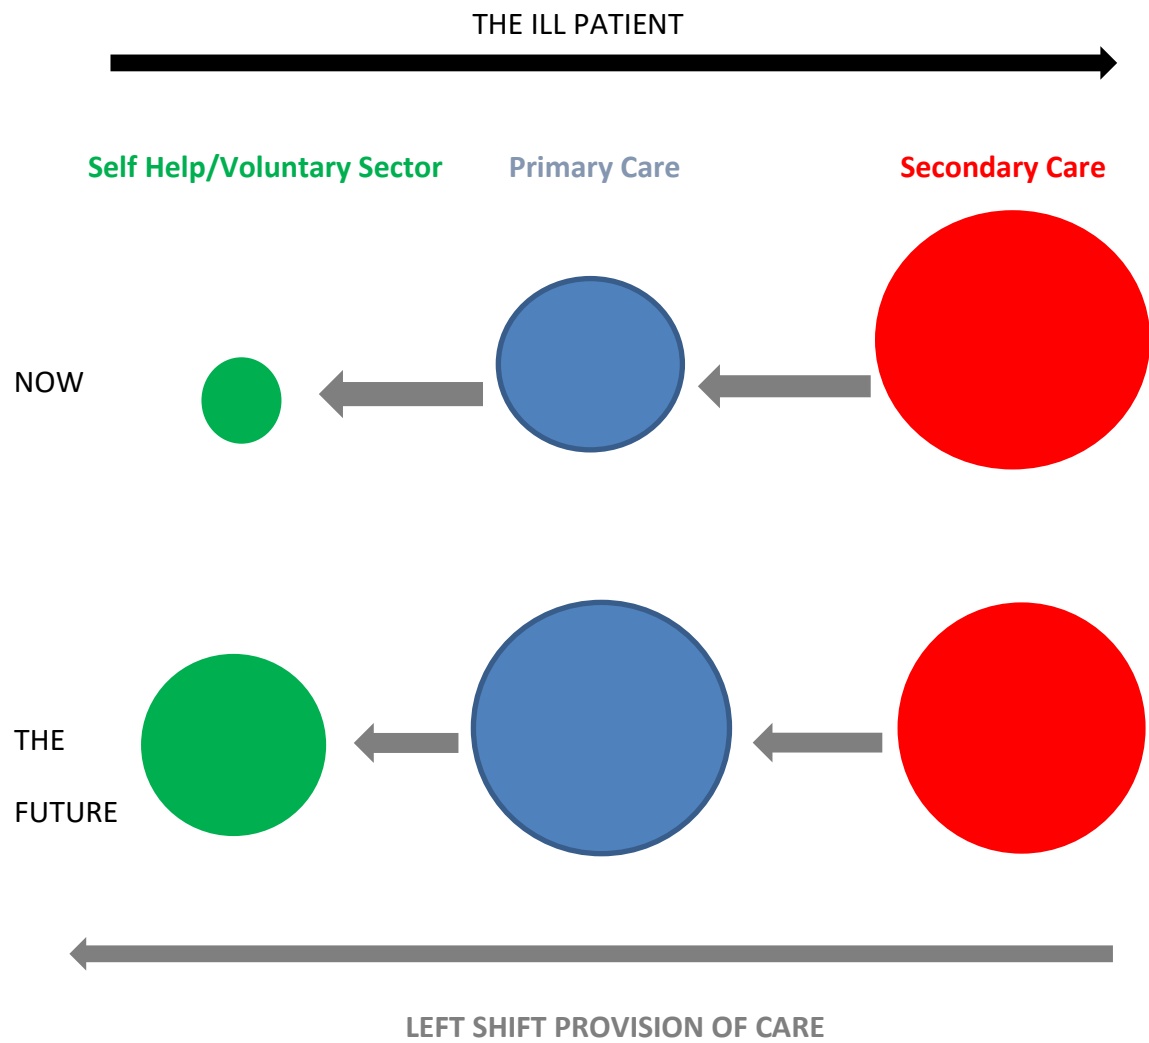 THE ILL PATIENT
Self Help/Voluntary Sector
Primary Care
Secondary Care
NOW
THE
FUTURE
LEFT SHIFT PROVISION OF CARE